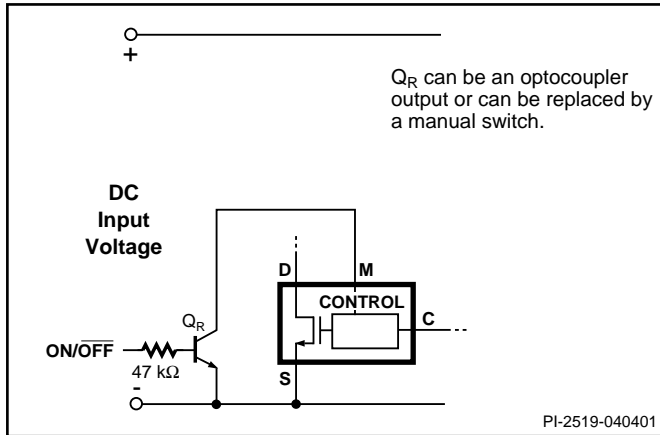 +
QR can be an optocoupler
output or can be replaced by
a manual switch.
DC
Input
Voltage
D
M
CONTROL
C
QR
ON/OFF
47 kΩ
S
-
PI-2519-040401